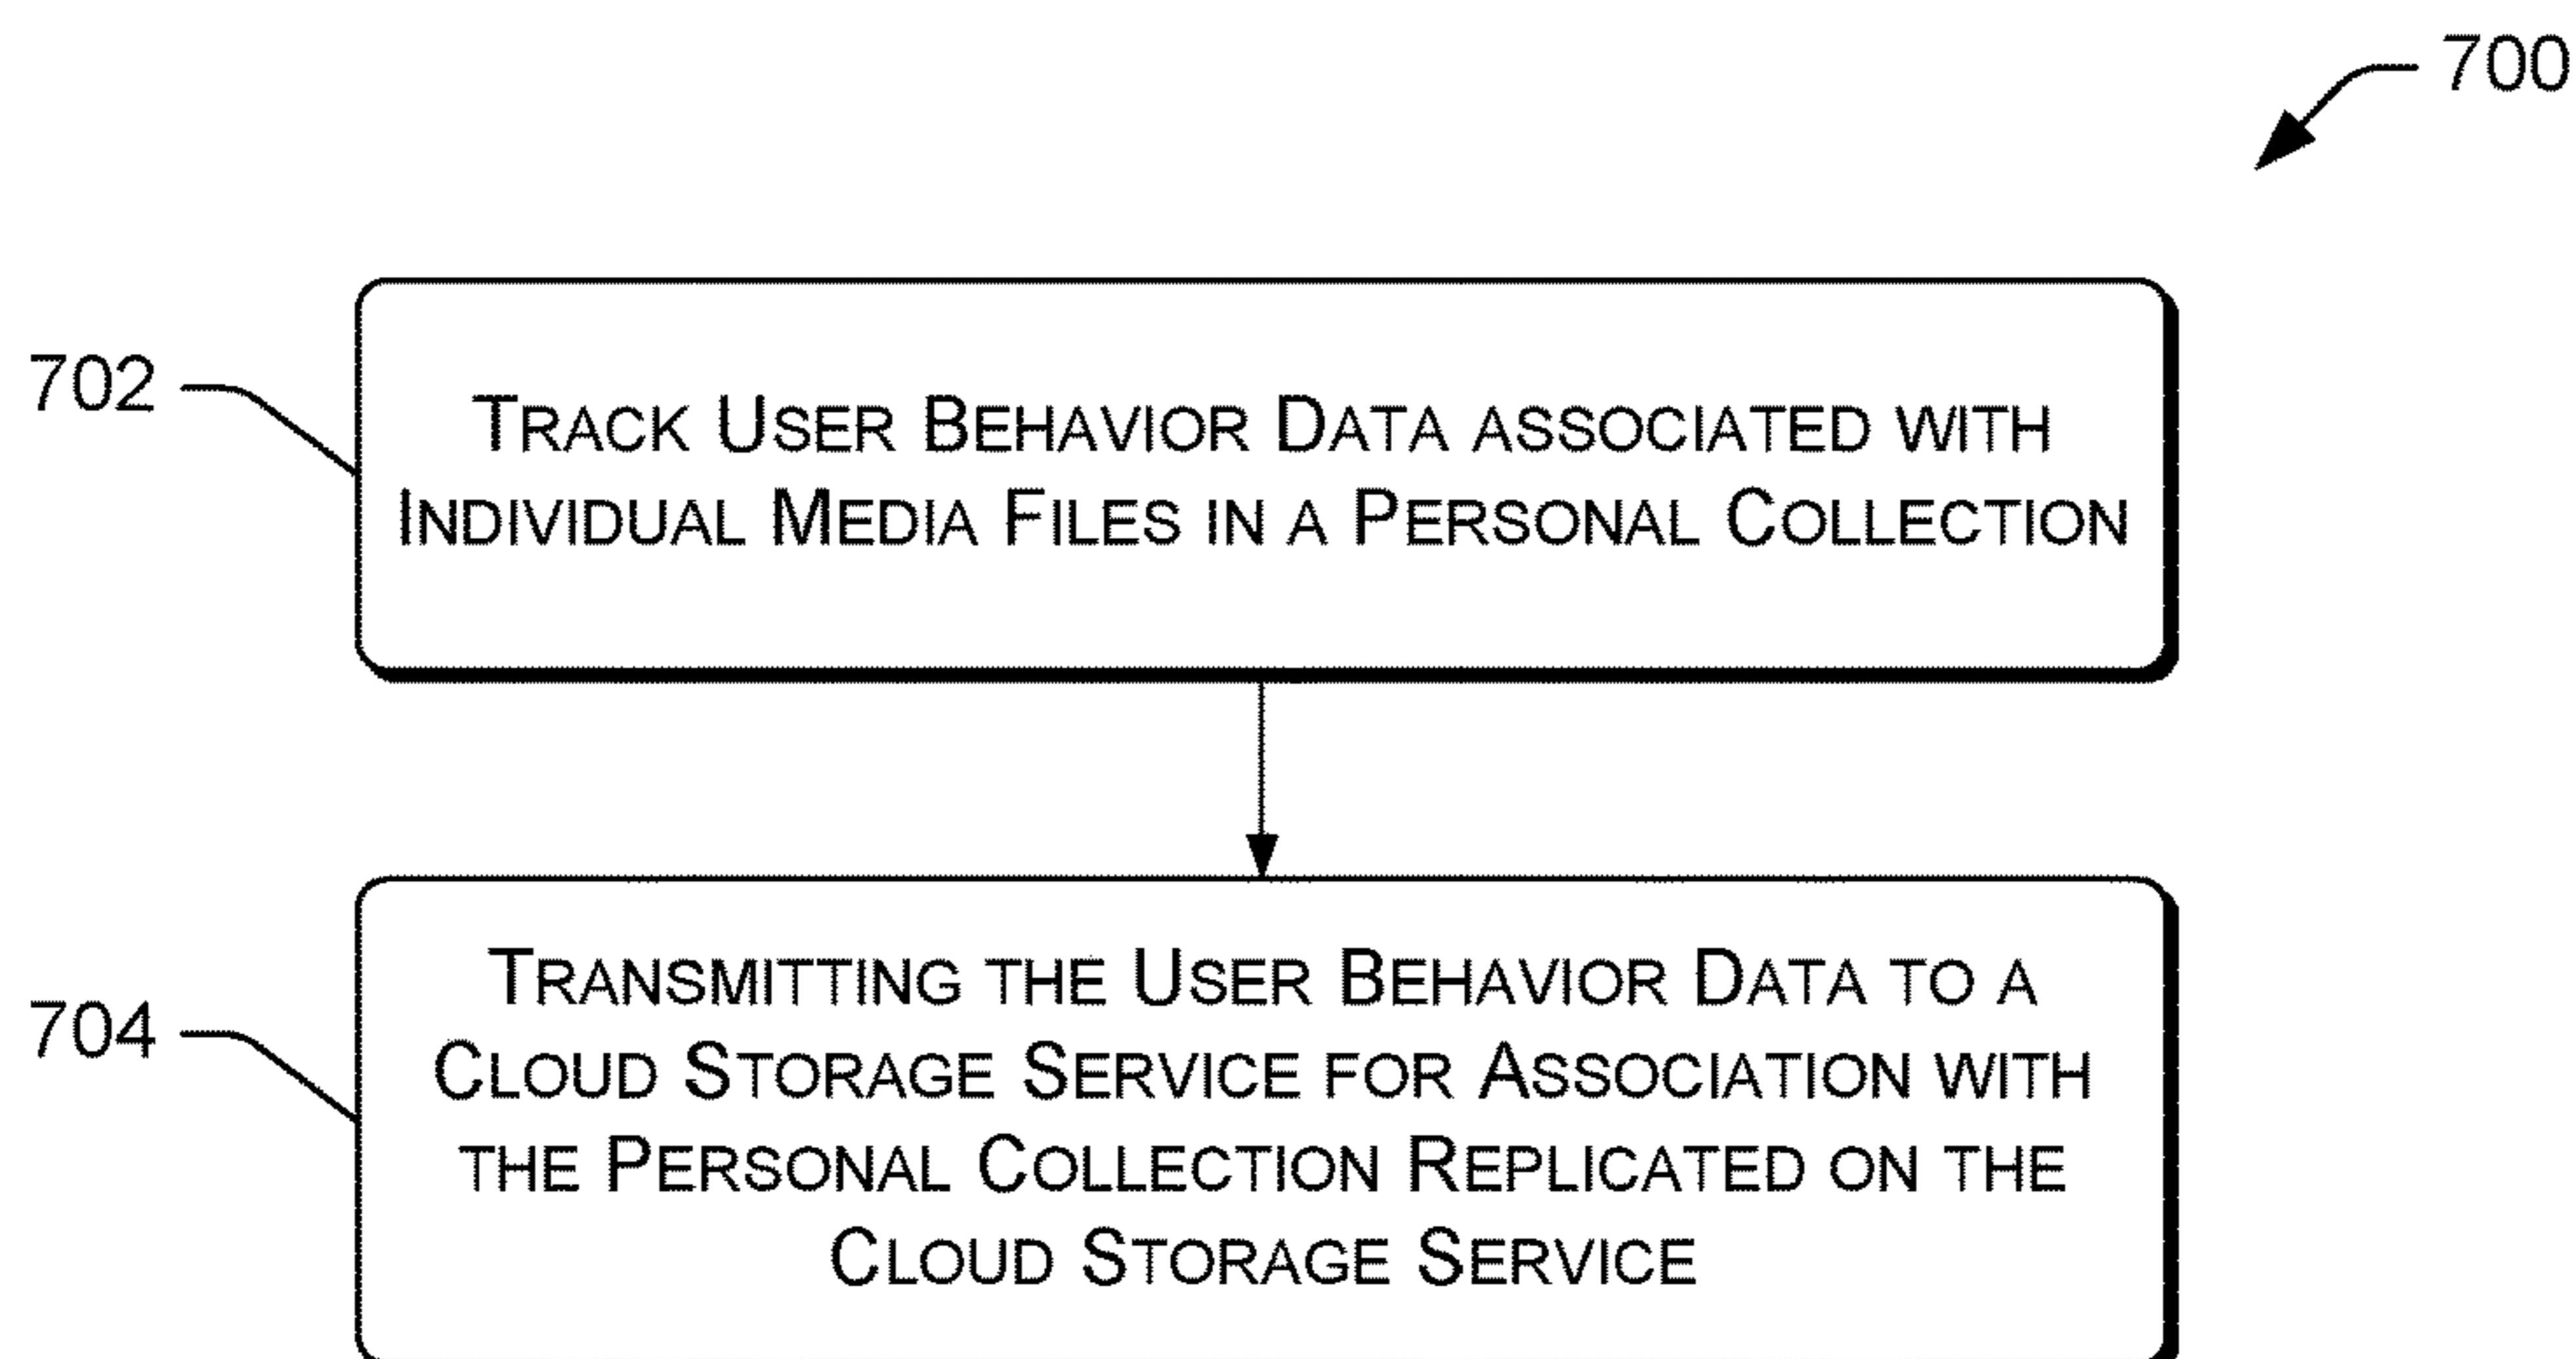 700
702
TRACK USER BEHAVIOR DATA ASSOCIATED WITH
INDIVIDUAL MEDIA FILES IN A PERSONAL COLLECTION
704
TRANSMITTING THE USER BEHAVIOR DATA TO A
CLOUD STORAGE SERVICE FOR ASSOCIATION WITH
THE PERSONAL COLLECTION REPLICATED ON THE
CLOUD STORAGE SERVICE